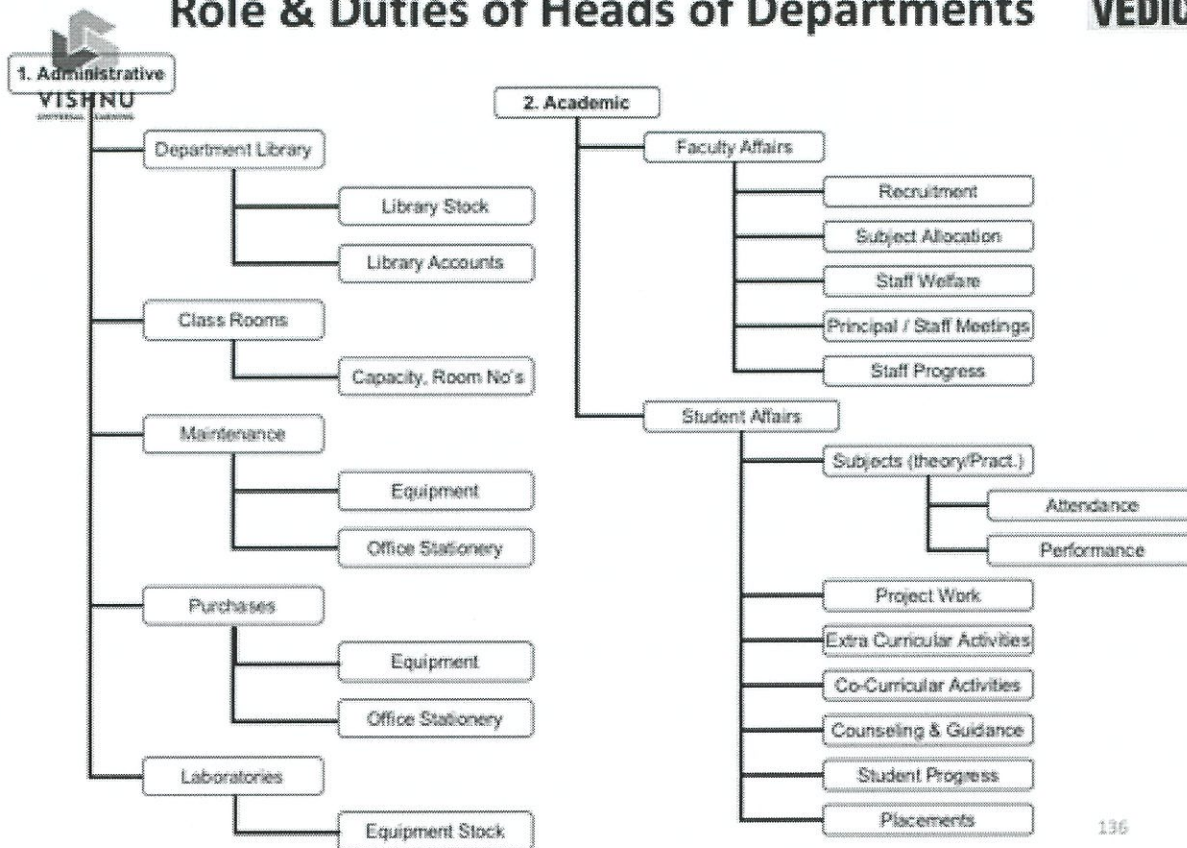 Role & Duties of Heads of Departments
VEDIC
1. Administrative
VISHNU
UNIVERSAL LEARNING
Department Library
Library Stock
Library Accounts
Class Rooms
Capacity, Room No's
Maintenance
Equipment
Office Stationery
Purchases
Equipment
Office Stationery
Laboratories
Equipment Stock
2. Academic
Faculty Affairs
Recruitment
Subject Allocation
Staff Welfare
Principal / Staff Meetings
Staff Progress
Student Affairs
Subjects (theory/Pract.)
Attendance
Performance
Project Work
Extra Curricular Activities
Co-Curricular Activities
Counseling & Guidance
Student Progress
Placements
136